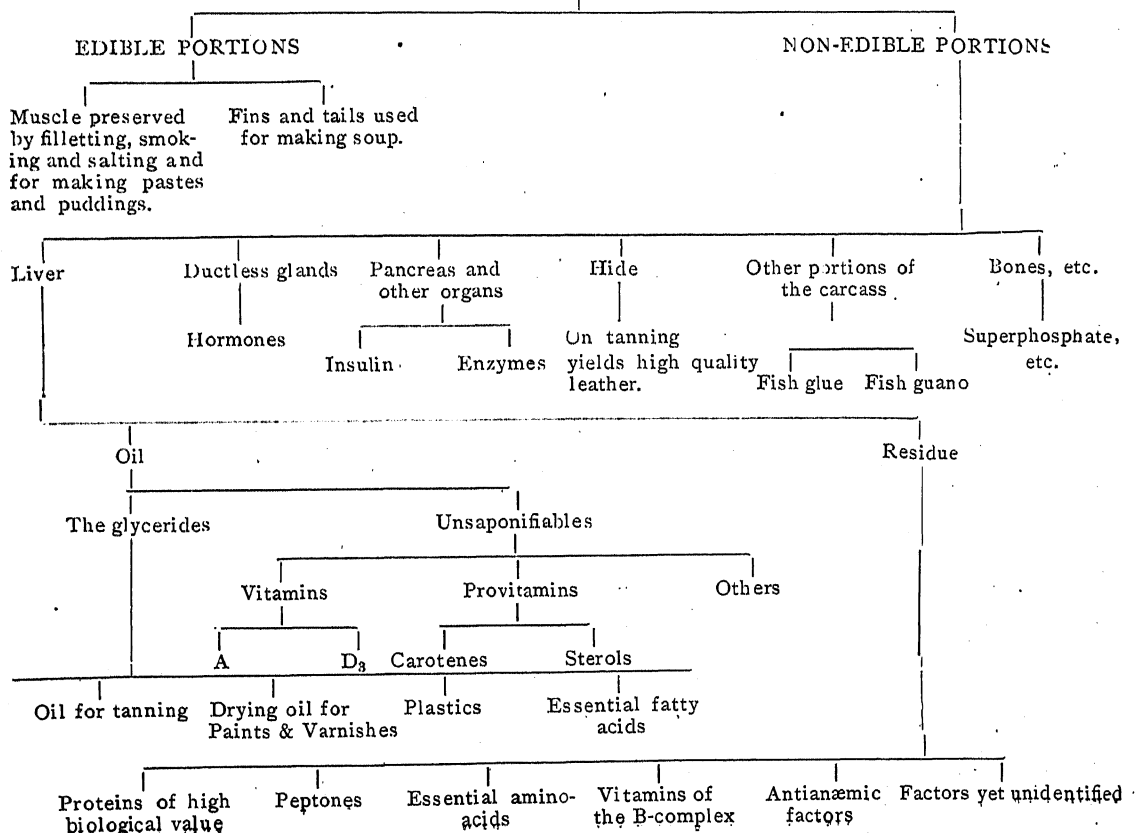 EDIBLE PORTIONS
NON-EDIBLE PORTIONS
Muscle preserved
by filletting, smok-
ing and salting and
for making pastes
and puddings.
Fins and tails used
for making soup.
Liver
Ductless glands
Pancreas and
other organs
Hide
Other portions of
the carcass
Bones, etc.
Hormones
Insulin
Enzymes
On tanning
yields high quality
leather.
Fish glue
Fish guano
Superphosphate,
etc.
Oil
Residue
The glycerides
Unsaponifiables
Vitamins
Provitamins
Others
A
D₃
Carotenes
Sterols
Oil for tanning
Drying oil for
Paints & Varnishes
Plastics
Essential fatty
acids
Proteins of high
biological value
Peptones
Essential amino-
acids
Vitamins of
the B-complex
Antianæmic
factors
Factors yet unidentified